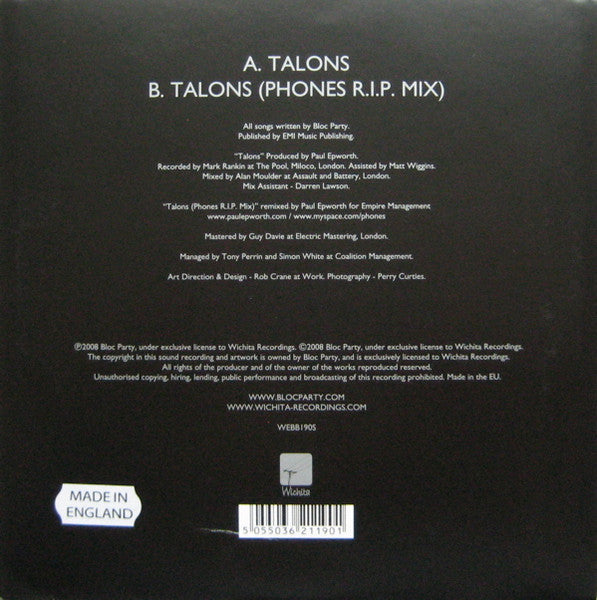 A. TALONS
B. TALONS (PHONES R.I.P. MIX)
All songs written by Bloc Party.
Published by EMI Music Publishing.
"Talons" Produced by Paul Epworth.
Recorded by Mark Rankin at The Pool, Miloco, London. Assisted by Matt Wiggins.
Mixed by Alan Moulder at Assault and Battery, London.
Mix Assistant - Darren Lawson.
"Talons (Phones R.I.P. Mix)" remixed by Paul Epworth for Empire Management
www.paulepworth.com / www.myspace.com/phones
Mastered by Guy Davie at Electric Mastering, London.
Managed by Tony Perrin and Simon White at Coalition Management.
Art Direction & Design - Rob Crane at Work. Photography - Perry Curties.
℗2008 Bloc Party, under exclusive license to Wichita Recordings. ©2008 Bloc Party, under exclusive license to Wichita Recordings.
The copyright in this sound recording and artwork is owned by Bloc Party, and is exclusively licensed to Wichita Recordings.
All rights of the producer and of the owner of the works reproduced reserved.
Unauthorised copying, hiring, lending, public performance and broadcasting of this recording prohibited. Made in the EU.
WWW.BLOCPARTY.COM
WWW.WICHITA-RECORDINGS.COM
WEBB190S
Wichita
MADE IN
ENGLAND
5 055036 211901